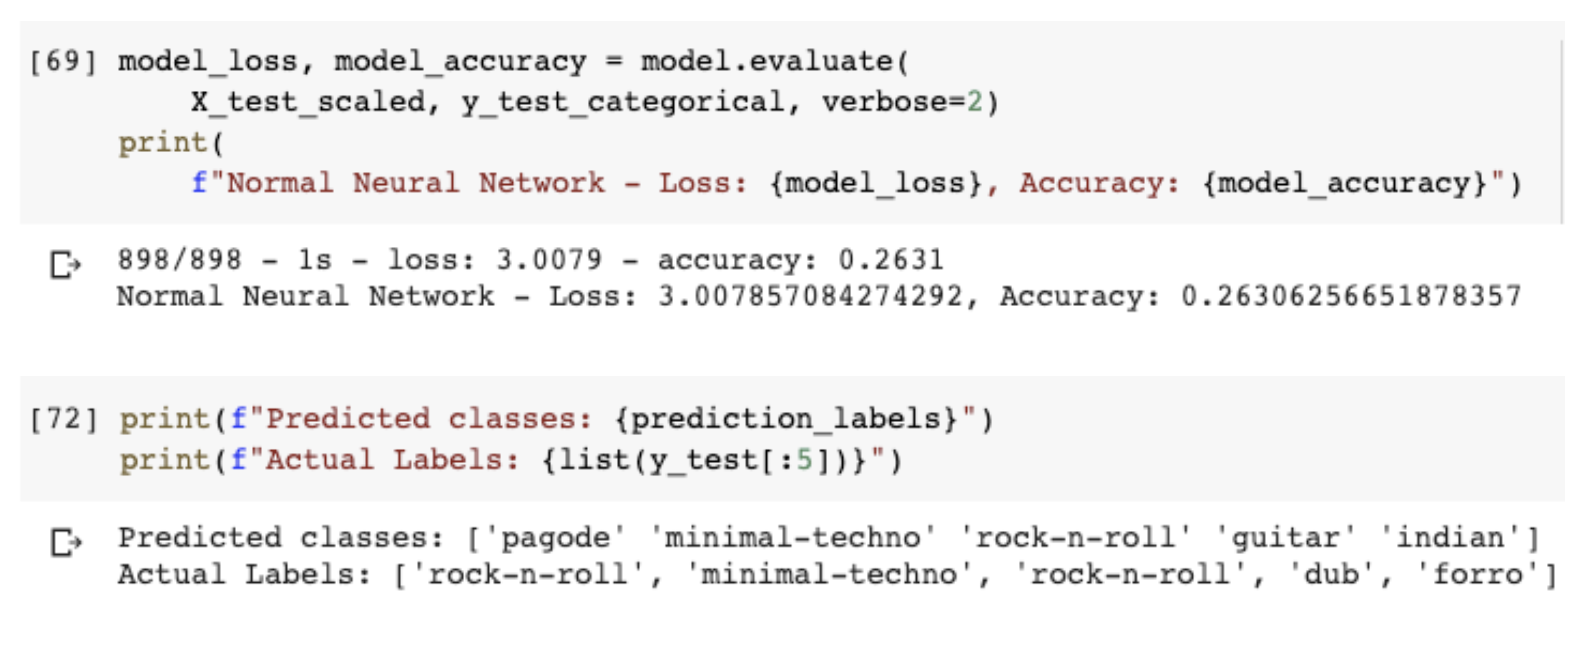 [69] model_loss, model_accuracy = model.evaluate(
X_test_scaled, y_test_categorical, verbose=2)
print(
f"Normal Neural Network - Loss: {model_loss}, Accuracy: {model_accuracy}")
898/898 - 1s - loss: 3.0079 - accuracy: 0.2631
Normal Neural Network - Loss: 3.007857084274292, Accuracy: 0.26306256651878357
[72] print(f"Predicted classes: {prediction_labels}")
print(f"Actual Labels: {list(y_test[:5])}")
Predicted classes: ['pagode' 'minimal-techno' 'rock-n-roll' 'guitar' 'indian']
Actual Labels: ['rock-n-roll', 'minimal-techno', 'rock-n-roll', 'dub', 'forro']